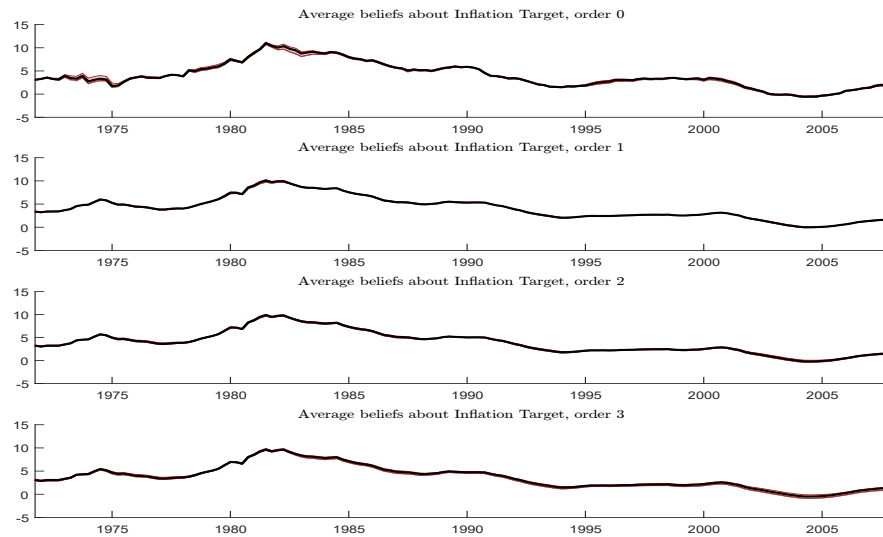 Average beliefs about Inflation Target, order 0
15
10
5
0
-5
1975 1980 1985 1990 1995 2000 2005
Average beliefs about Inflation Target, order 1
15
10
5
0
-5
1975 1980 1985 1990 1995 2000 2005
Average beliefs about Inflation Target, order 2
15
10
5
0
-5
1975 1980 1985 1990 1995 2000 2005
Average beliefs about Inflation Target, order 3
15
10
5
0
-5
1975 1980 1985 1990 1995 2000 2005